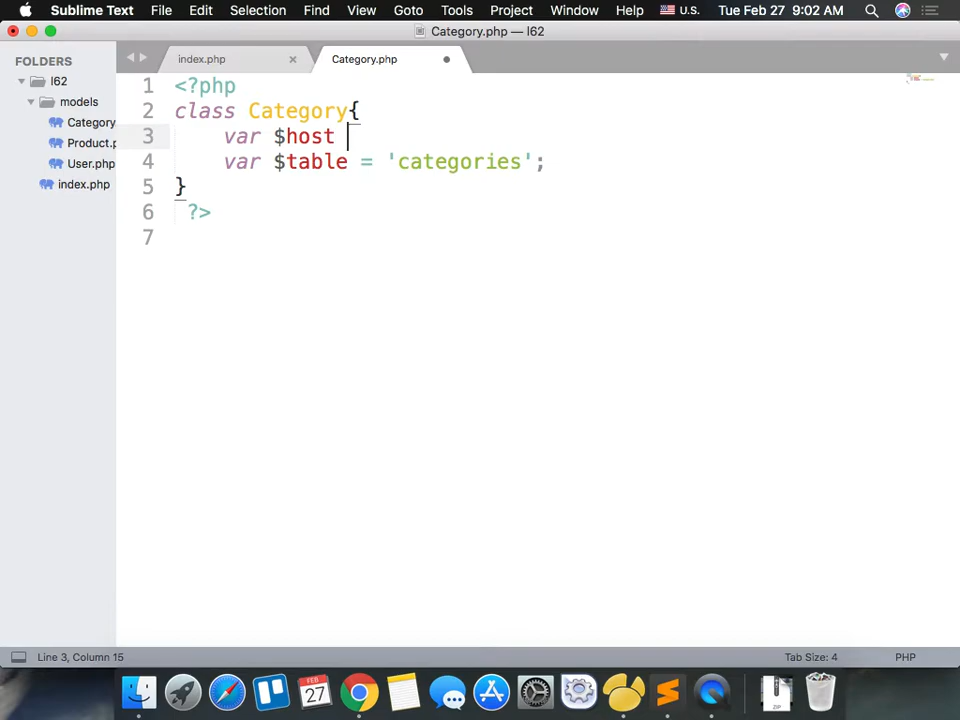 Sublime Text File Edit Selection Find View Goto Tools Project Window Help U.S. Tue Feb 27 9:02 AM
Category.php — l62
FOLDERS
l62
models
Category
Product.p
User.php
index.php
index.php ×
Category.php
1 <?php
2 class Category{
3 var $host
4 var $table = 'categories';
5 }
6 ?>
7
Line 3, Column 15
Tab Size: 4
PHP
27
ZIP